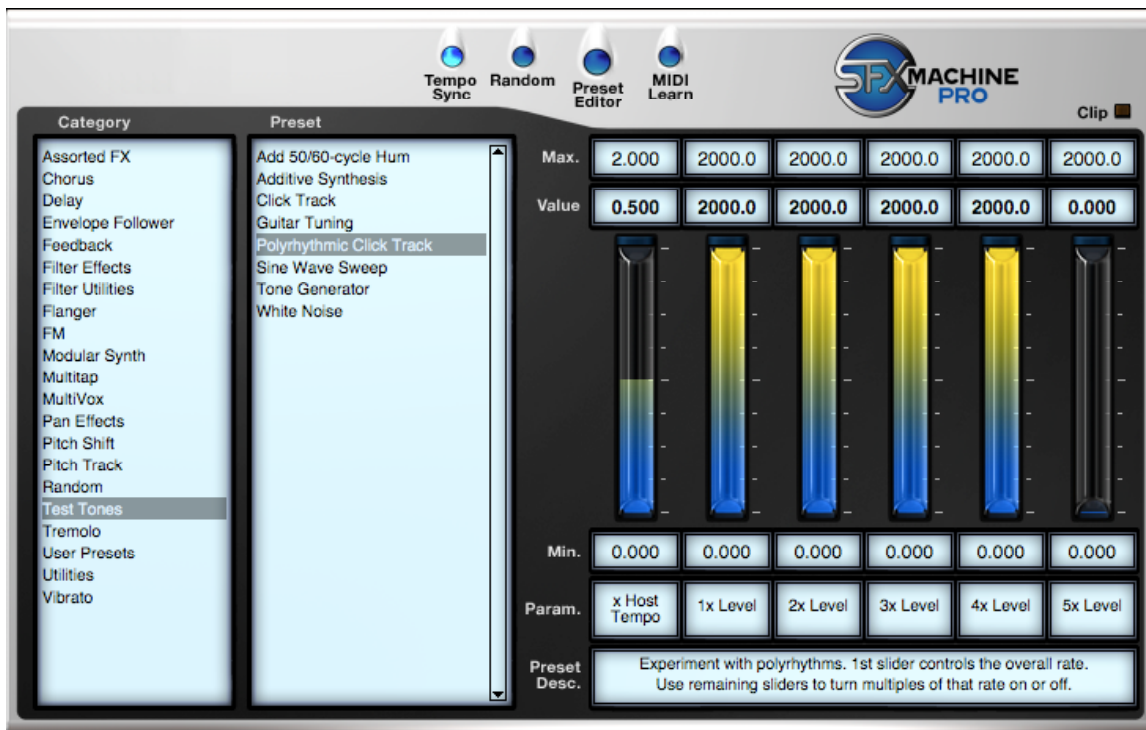 Tempo Sync
Random
Preset Editor
MIDI Learn
SFX MACHINE PRO
Clip
Category
Preset
Assorted FX
Chorus
Delay
Envelope Follower
Feedback
Filter Effects
Filter Utilities
Flanger
FM
Modular Synth
Multitap
MultiVox
Pan Effects
Pitch Shift
Pitch Track
Random
Test Tones
Tremolo
User Presets
Utilities
Vibrato
Add 50/60-cycle Hum
Additive Synthesis
Click Track
Guitar Tuning
Polyrhythmic Click Track
Sine Wave Sweep
Tone Generator
White Noise
Max. 2.000 2000.0 2000.0 2000.0 2000.0 2000.0
Value 0.500 2000.0 2000.0 2000.0 2000.0 0.000
Min. 0.000 0.000 0.000 0.000 0.000 0.000
Param. x Host Tempo 1x Level 2x Level 3x Level 4x Level 5x Level
Preset Desc.
Experiment with polyrhythms. 1st slider controls the overall rate.
Use remaining sliders to turn multiples of that rate on or off.